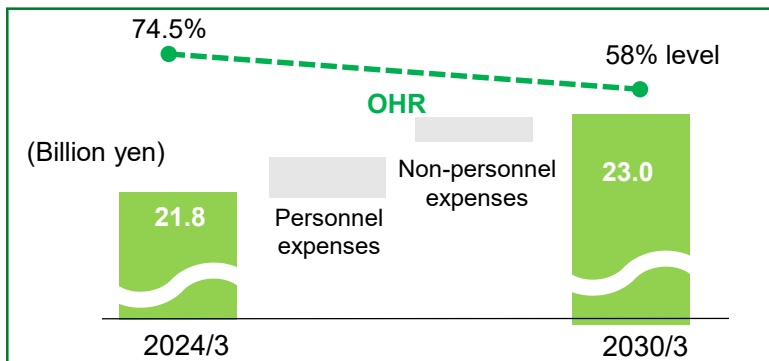 74.5%
58% level
OHR
(Billion yen)
Non-personnel
expenses
23.0
21.8
Personnel
expenses
2024/3
2030/3